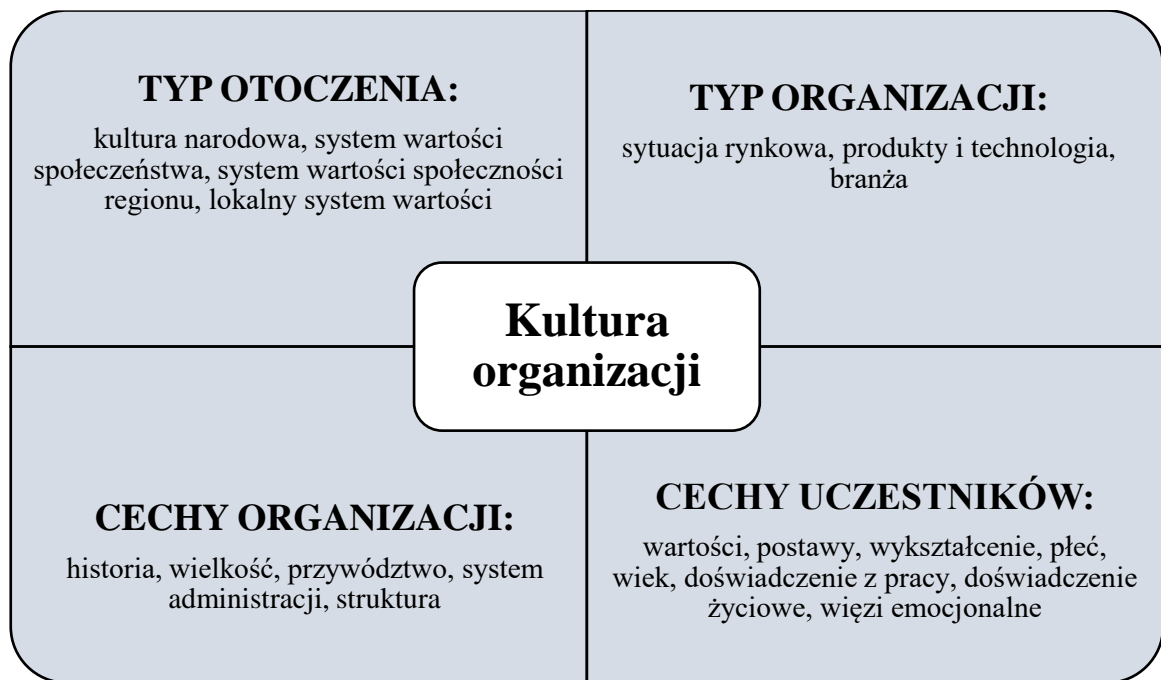 TYP OTOCZENIA:
kultura narodowa, system wartości
społeczeństwa, system wartości społeczności
regionu, lokalny system wartości
TYP ORGANIZACJI:
sytuacja rynkowa, produkty i technologia,
branża
Kultura
organizacji
CECHY ORGANIZACJI:
historia, wielkość, przywództwo, system
administracji, struktura
CECHY UCZESTNIKÓW:
wartości, postawy, wykształcenie, płeć,
wiek, doświadczenie z pracy, doświadczenie
życiowe, więzi emocjonalne